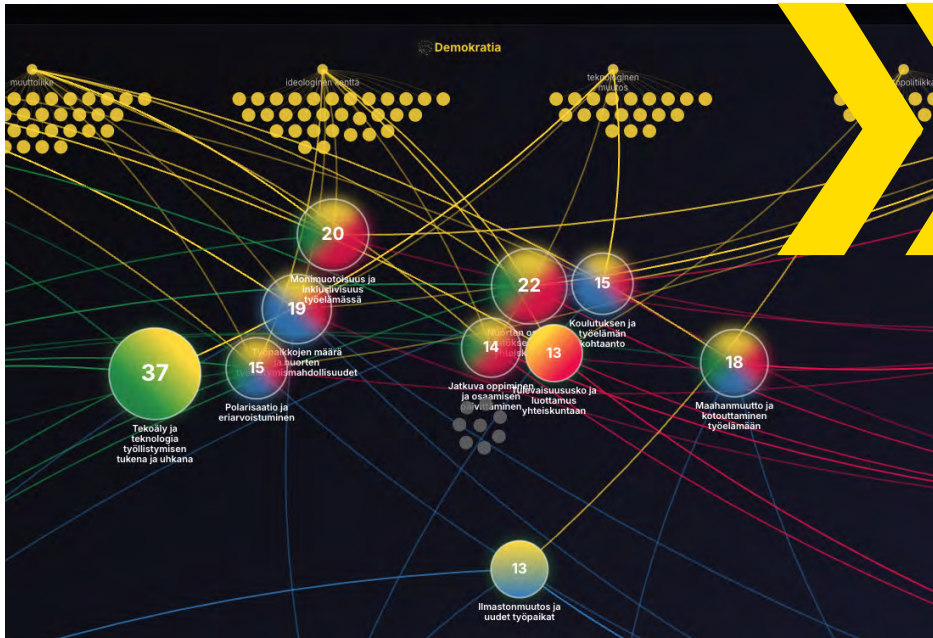 Demokratia
muuttoliike
ideologinen kenttä
teknologinen
muutos
20
Monimuotoisuus ja
inklusiivisuus
työelämässä
22
15
Koulutuksen ja
työelämän
kohtaanto
19
Työpaikkojen määrä
ja nuorten
14
Jatkuva oppiminen
ja osaamisen
päivittäminen
13
Tulevaisuususko ja
luottamus
yhteiskuntaan
18
Maahanmuutto ja
kotouttaminen
työelämään
37
Tekoäly ja
teknologia
työllistymisen
tukena ja uhkana
15
Polarisaatio ja
eriarvoistuminen
13
Ilmastonmuutos ja
uudet työpaikat